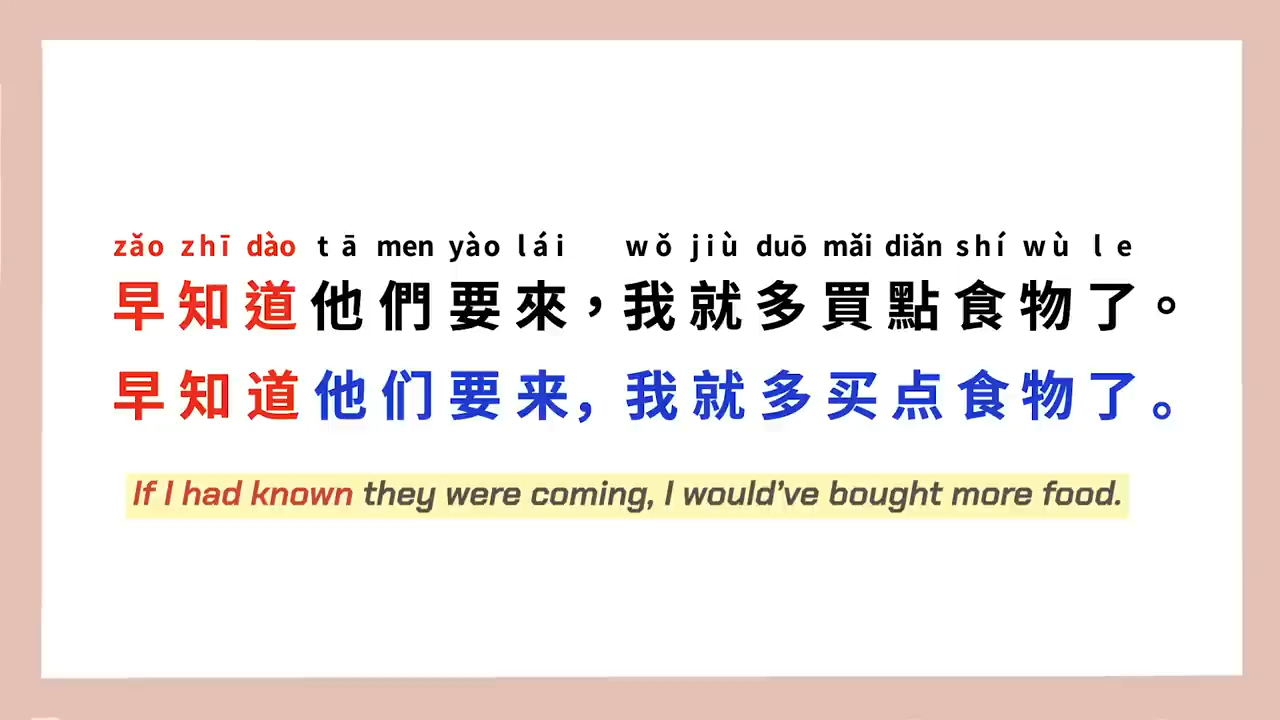 zǎo zhī dào tā men yào lái wǒ jiù duō mǎi diǎn shí wù le
早知道他們要來，我就多買點食物了。
早知道他们要来，我就多买点食物了。
If I had known they were coming, I would've bought more food.